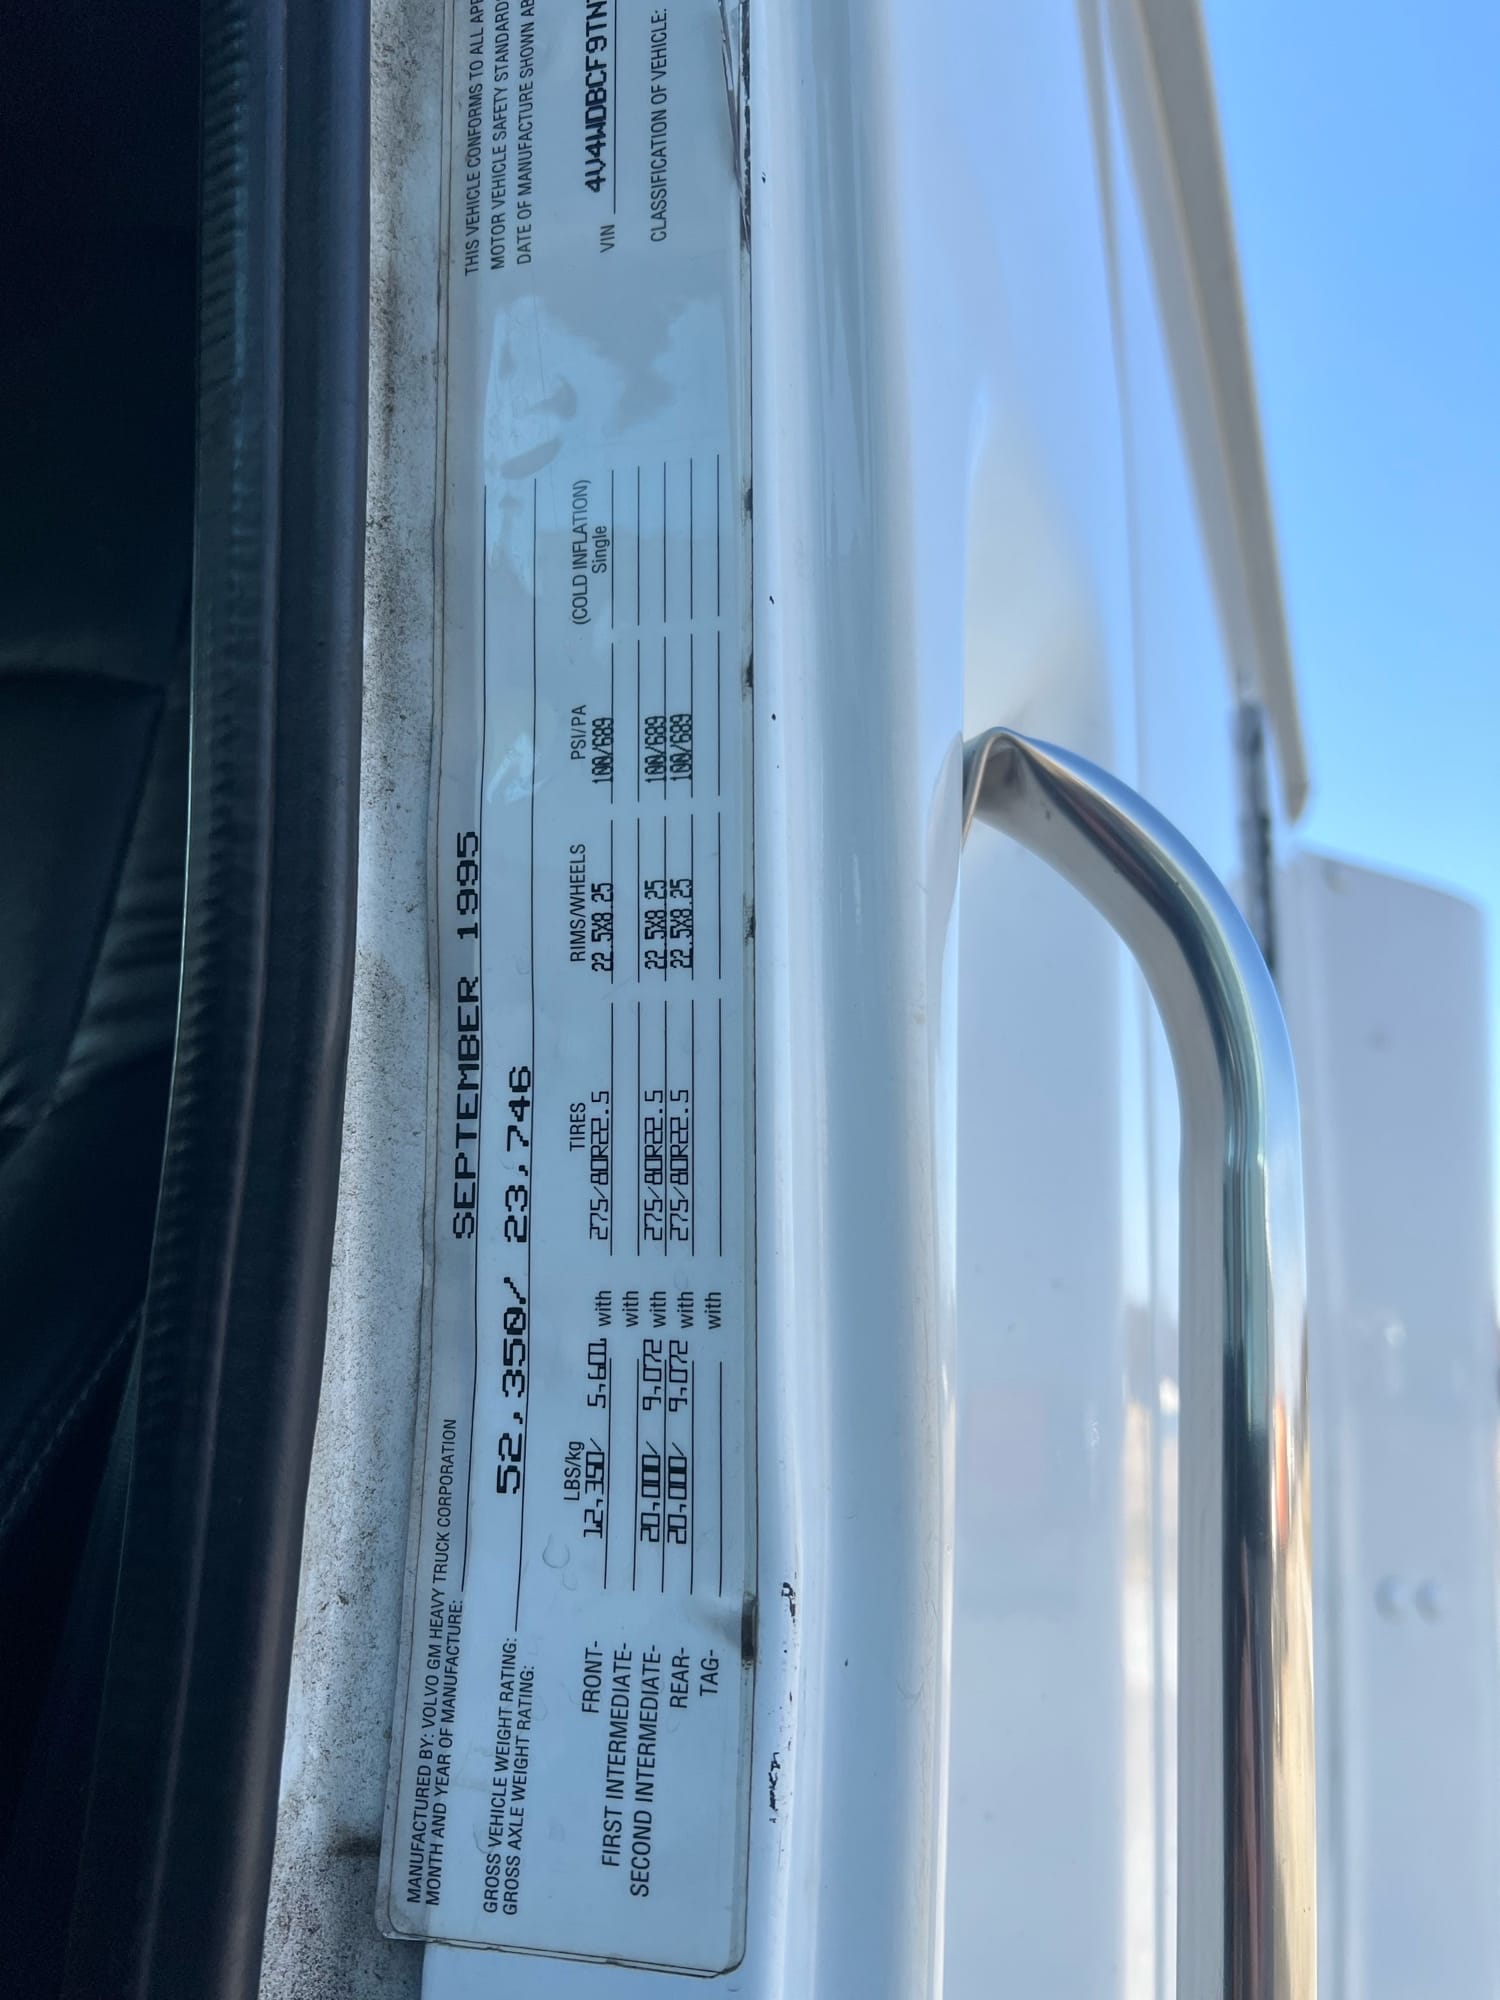 MANUFACTURED BY: VOLVO GM HEAVY TRUCK CORPORATION
MONTH AND YEAR OF MANUFACTURE: SEPTEMBER 1995
GROSS VEHICLE WEIGHT RATING: 52,350/ 23,746
GROSS AXLE WEIGHT RATING:
LBS/kg TIRES RIMS/WHEELS PSI/PA (COLD INFLATION)
FRONT- 12,350/ 5,601 with 275/80R22.5 22.5X8.25 100/689 Single
FIRST INTERMEDIATE- with
SECOND INTERMEDIATE- 20,000/ 9,072 with 275/80R22.5 22.5X8.25 100/689
REAR- 20,000/ 9,072 with 275/80R22.5 22.5X8.25 100/689
TAG- with
THIS VEHICLE CONFORMS TO ALL
MOTOR VEHICLE SAFETY STANDARD
DATE OF MANUFACTURE SHOWN
VIN 4V4WDBCF9TN
CLASSIFICATION OF VEHICLE: